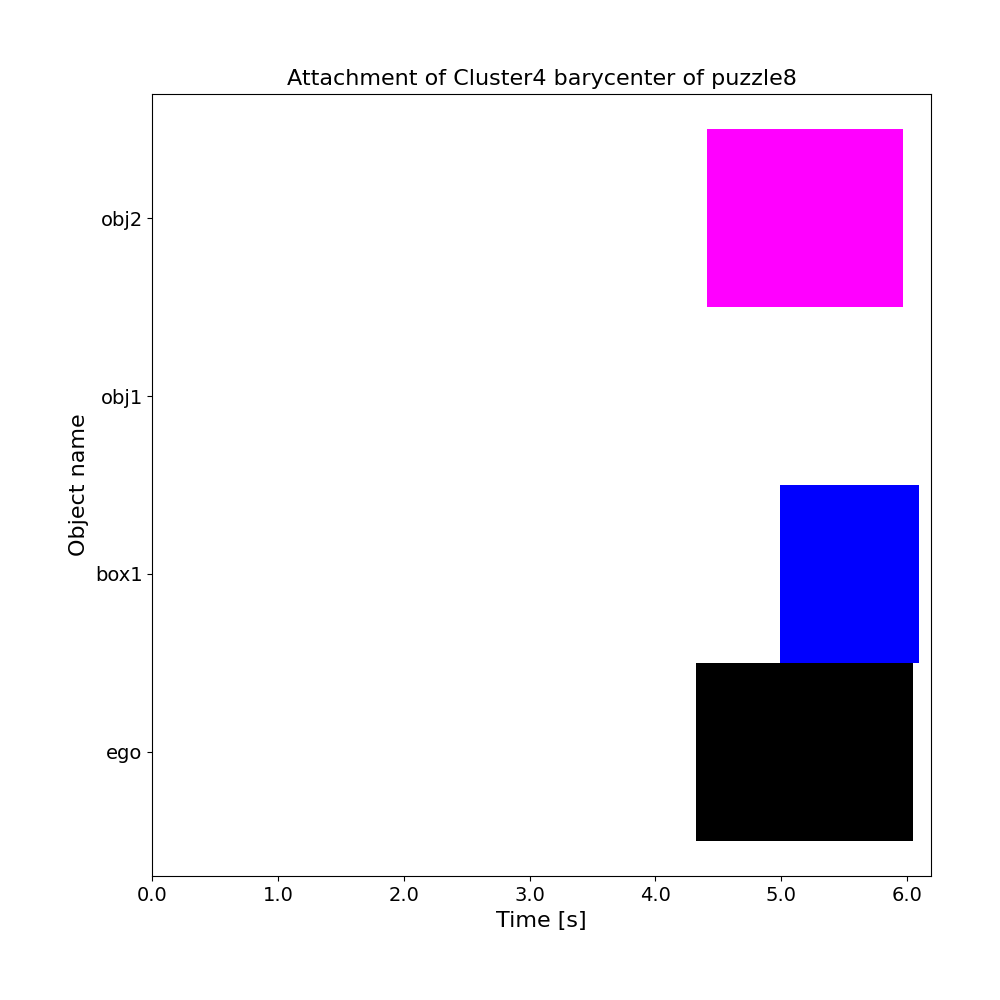 Attachment of Cluster4 barycenter of puzzle8
obj2
obj1
box1
ego
Object name
0.0 1.0 2.0 3.0 4.0 5.0 6.0
Time [s]